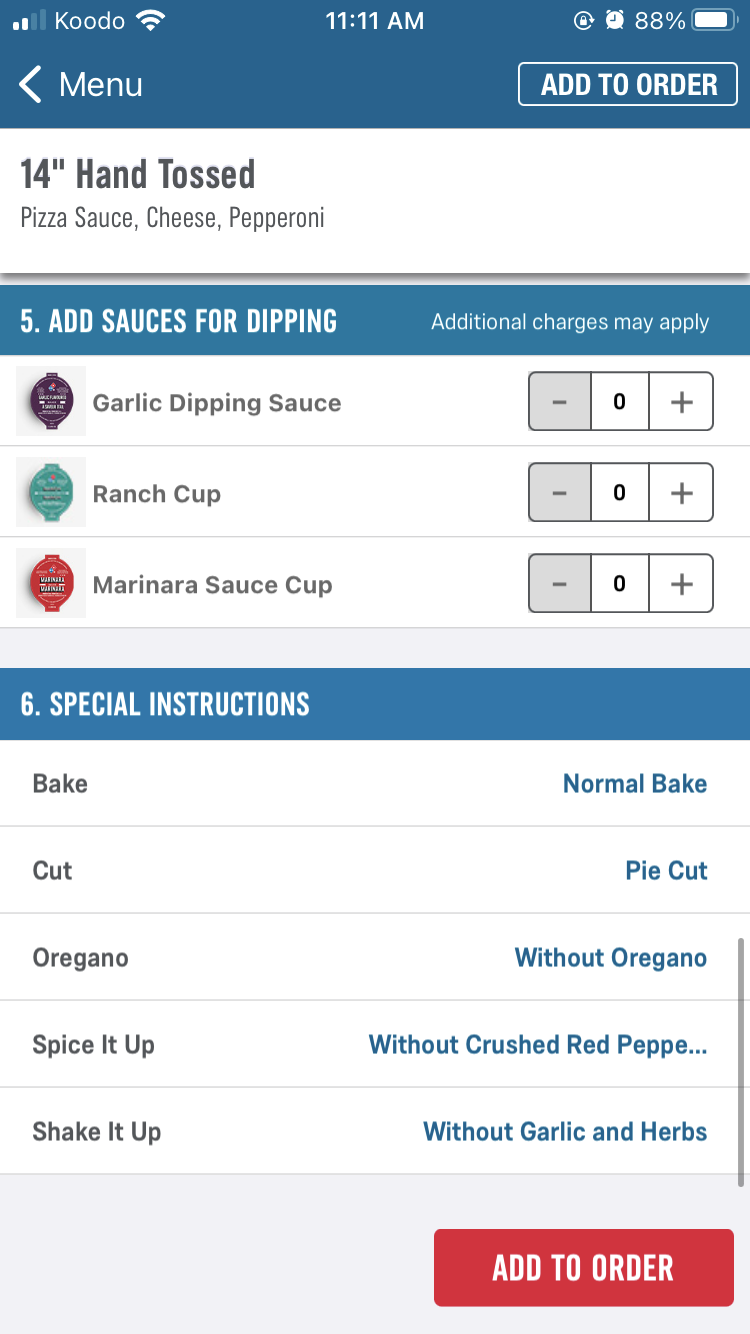 Koodo 11:11 AM 88%
Menu ADD TO ORDER
14" Hand Tossed
Pizza Sauce, Cheese, Pepperoni
5. ADD SAUCES FOR DIPPING Additional charges may apply
Garlic Dipping Sauce - 0 +
Ranch Cup - 0 +
MARINARA
MARINARA
Marinara Sauce Cup - 0 +
6. SPECIAL INSTRUCTIONS
Bake Normal Bake
Cut Pie Cut
Oregano Without Oregano
Spice It Up Without Crushed Red Peppe...
Shake It Up Without Garlic and Herbs
ADD TO ORDER